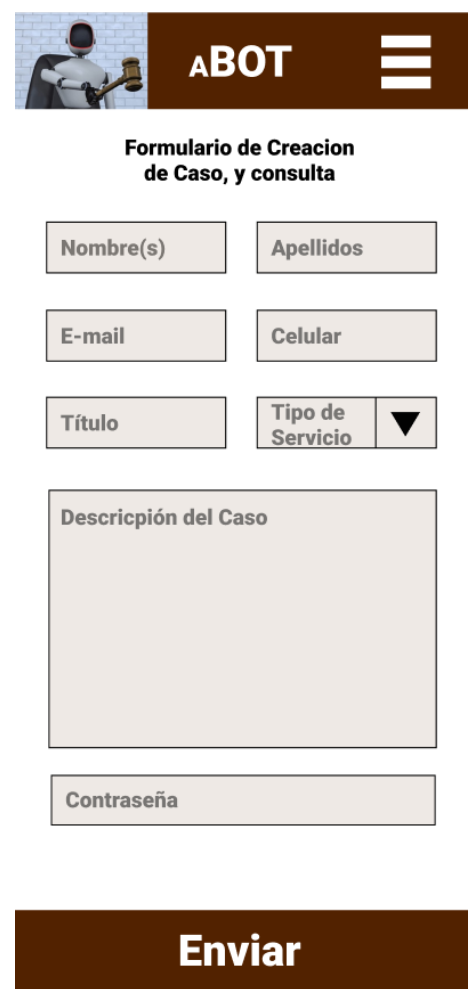 ABOT
Formulario de Creacion
de Caso, y consulta
Nombre(s)
Apellidos
E-mail
Celular
Título
Tipo de
Servicio
Descricpión del Caso
Contraseña
Enviar